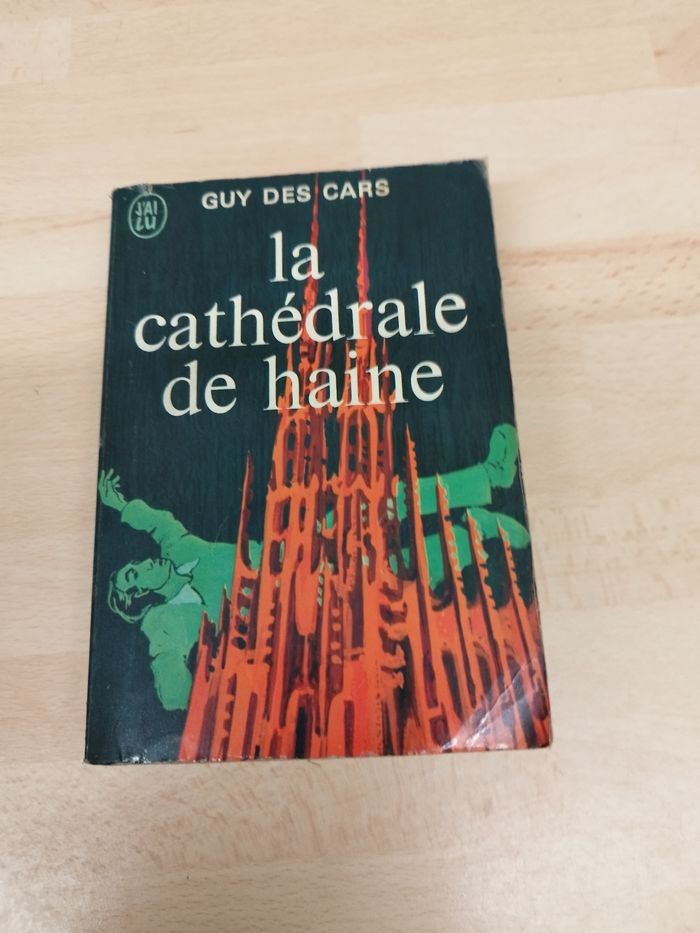 J'AI
LU
GUY DES CARS
la
cathédrale
de haine